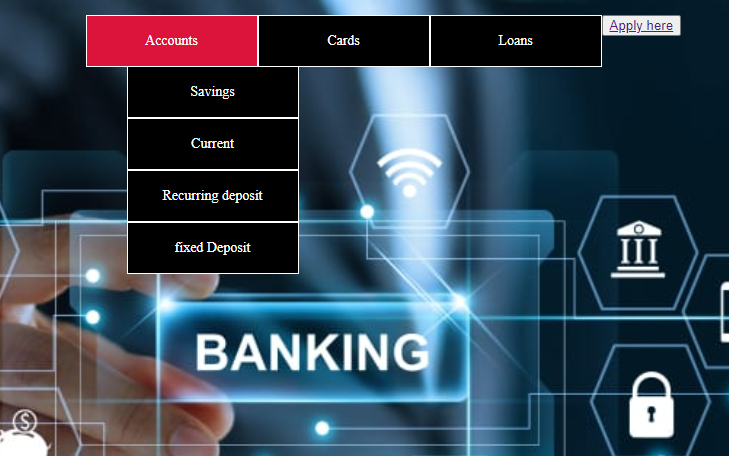 Accounts
Cards
Loans
Apply here
Savings
Current
Recurring deposit
fixed Deposit
BANKING
$